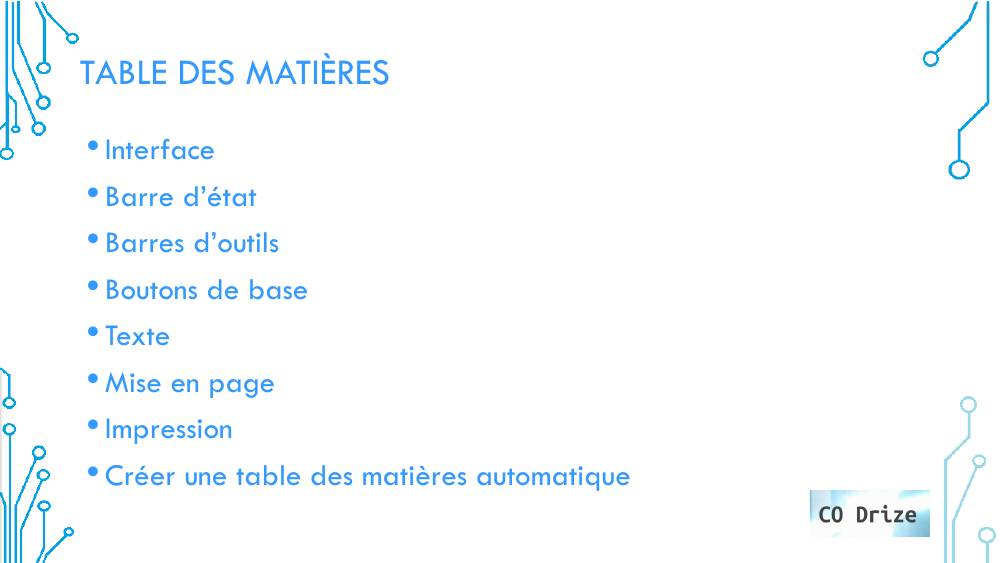 TABLE DES MATIÈRES
• Interface
• Barre d’état
• Barres d’outils
• Boutons de base
• Texte
• Mise en page
• Impression
• Créer une table des matières automatique
CO Drize